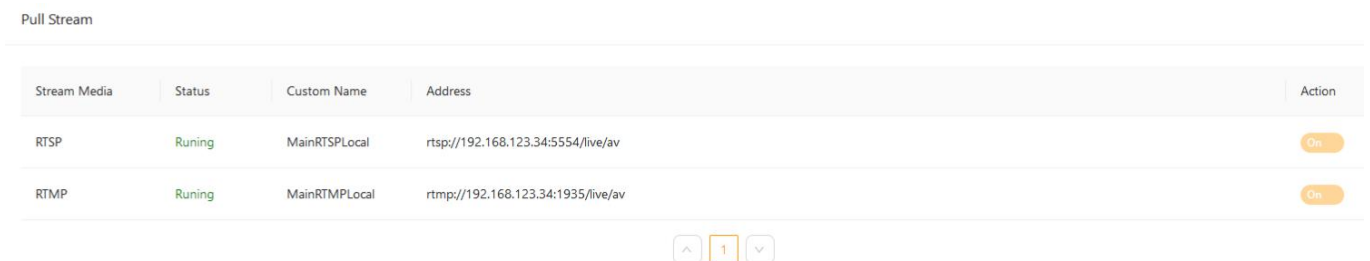 Pull Stream
Stream Media Status Custom Name Address Action
RTSP Runing MainRTSPLocal rtsp://192.168.123.34:5554/live/av On
RTMP Runing MainRTMPLocal rtmp://192.168.123.34:1935/live/av On
1